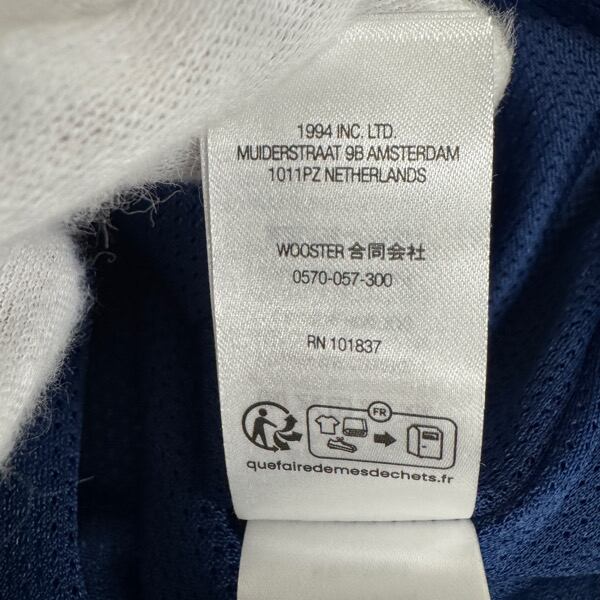 1994 INC. LTD.
MUIDERSTRAAT 9B AMSTERDAM
1011PZ NETHERLANDS
WOOSTER 合同会社
0570-057-300
RN 101837
FR
quefairedemesdechets.fr